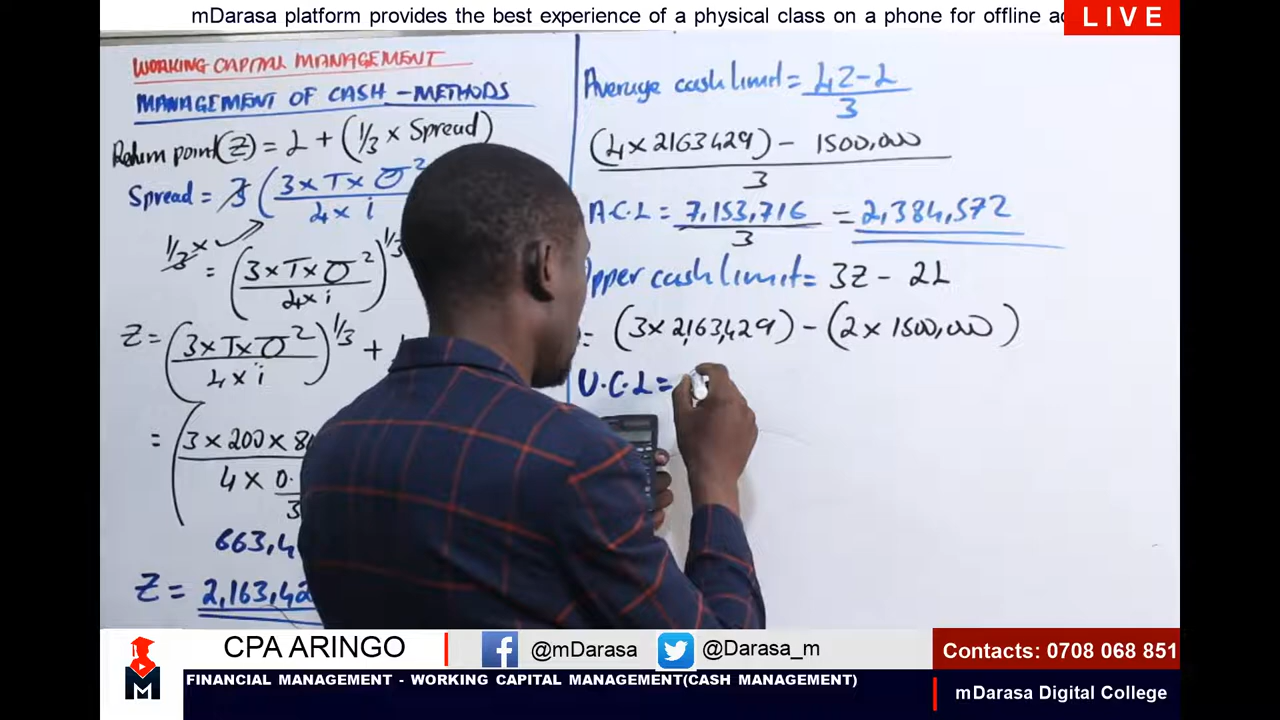 mDarasa platform provides the best experience of a physical class on a phone for offline
LIVE
WORKING CAPITAL MANAGEMENT
MANAGEMENT OF CASH - METHODS
Return point (Z) = L + (1/3 × Spread)
Spread = 3 (3 × T × σ²
4 × i
1/3 ×
1/3 = (3 × T × σ²)^1/3
4 × i
Z = (3 × T × σ²)^1/3 +
4 × i
= (3 × 200 × 8
4 × 0.
3
663,4
Z = 2,163,42
Average cash limit = 4Z - L
3
(4 × 2163429) - 1500,000
3
A.C.L = 7,153,716 = 2,384,572
3
pper cash limit = 3Z - 2L
= (3 × 2,163,429) - (2 × 1500,000)
U.C.L =
CPA ARINGO
@mDarasa
@Darasa_m
Contacts: 0708 068 851
M
FINANCIAL MANAGEMENT - WORKING CAPITAL MANAGEMENT(CASH MANAGEMENT)
mDarasa Digital College